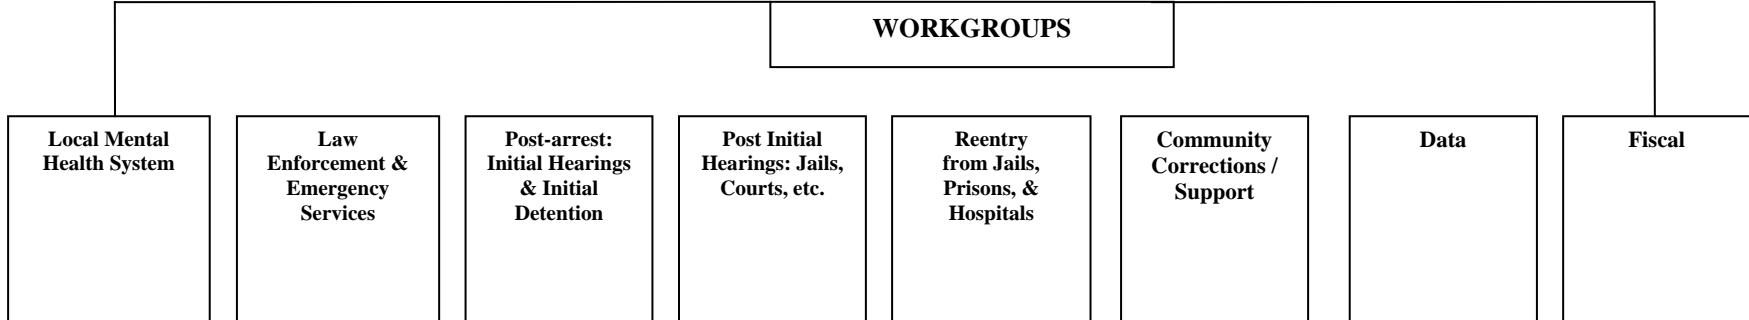 WORKGROUPS
Local Mental
Health System
Law
Enforcement &
Emergency
Services
Post-arrest:
Initial Hearings
& Initial
Detention
Post Initial
Hearings: Jails,
Courts, etc.
Reentry
from Jails,
Prisons, &
Hospitals
Community
Corrections /
Support
Data
Fiscal